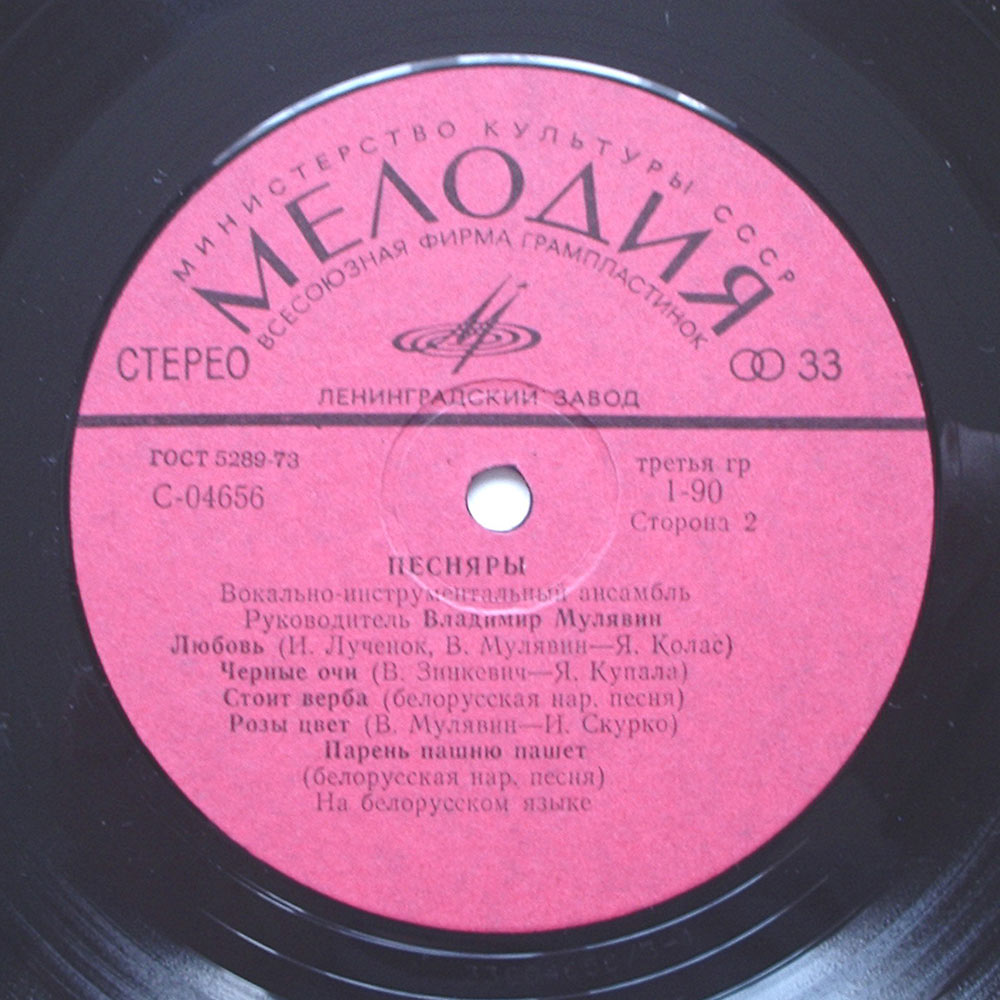 МИНИСТЕРСТВО КУЛЬТУРЫ СССР
МЕЛОДИЯ
ВСЕСОЮЗНАЯ ФИРМА ГРАМПЛАСТИНОК
СТЕРЕО
33
ЛЕНИНГРАДСКИЙ ЗАВОД
ГОСТ 5289-73
третья гр
С-04656
1-90
Сторона 2
ПЕСНЯРЫ
Вокально-инструментальный ансамбль
Руководитель Владимир Мулявин
Любовь (И. Лученок, В. Мулявин—Я. Колас)
Черные очи (В. Зинкевич—Я. Купала)
Стоит верба (белорусская нар. песня)
Розы цвет (В. Мулявин—И. Скурко)
Парень пашню пашет
(белорусская нар. песня)
На белорусском языке